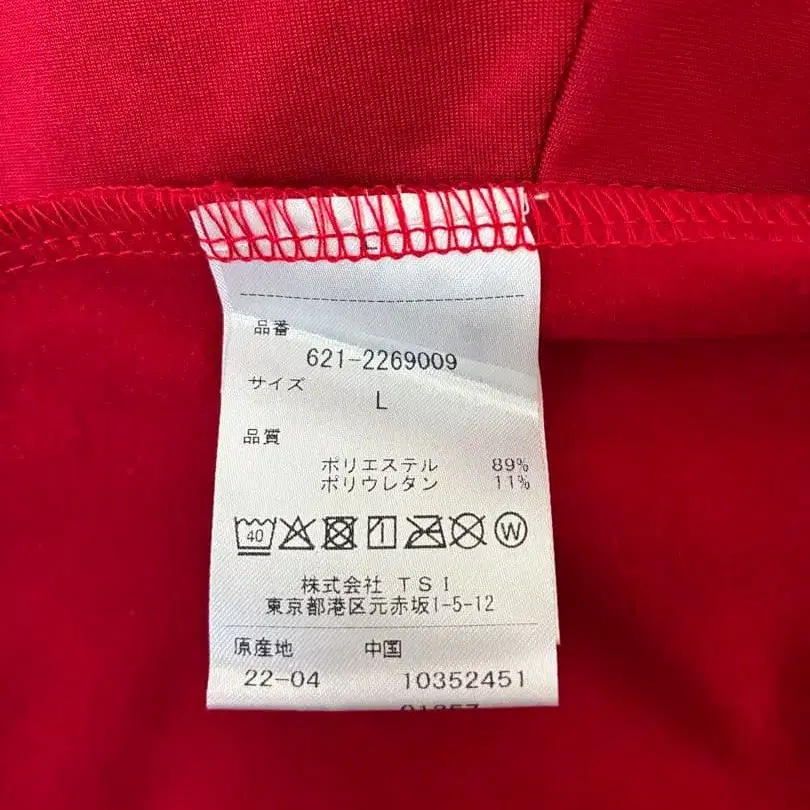 品番
621-2269009
サイズ
L
品質
ポリエステル 89%
ポリウレタン 11%
40
W
株式会社 TSI
東京都港区元赤坂1-5-12
原産地 中国
22-04 10352451